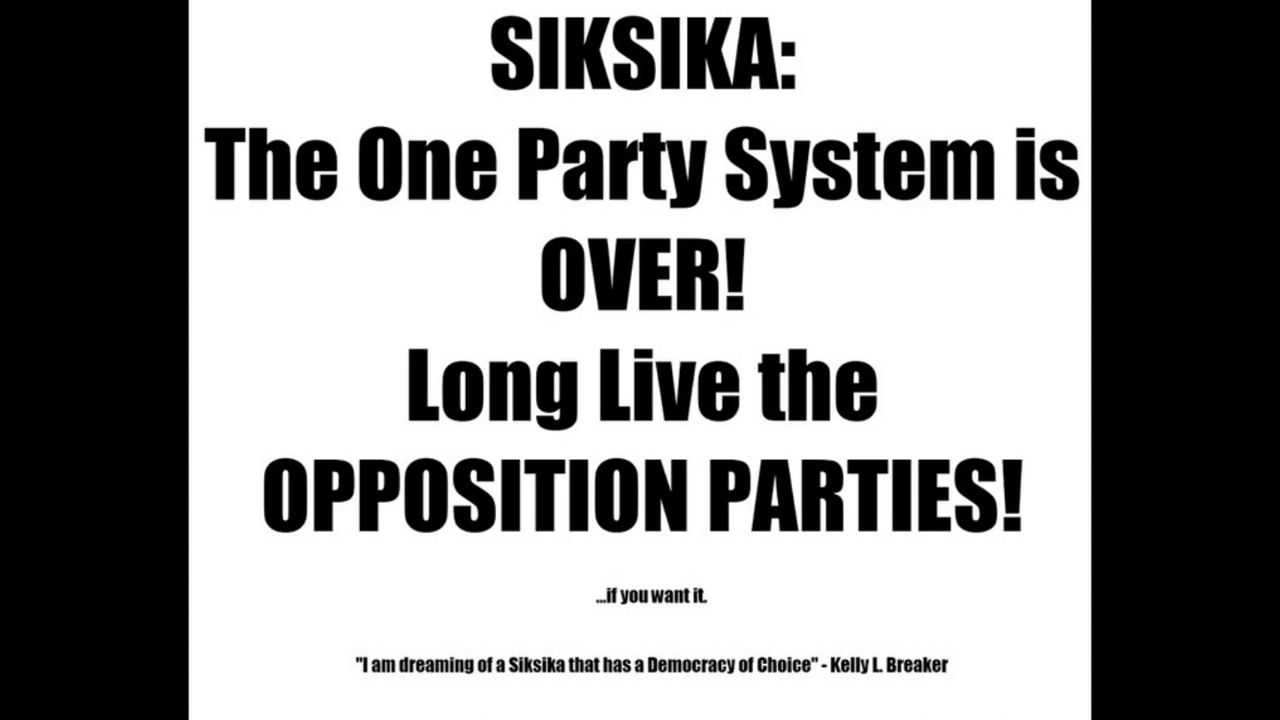 SIKSIKA:
The One Party System is
OVER!
Long Live the
OPPOSITION PARTIES!
...if you want it.
"I am dreaming of a Siksika that has a Democracy of Choice" - Kelly L. Breaker